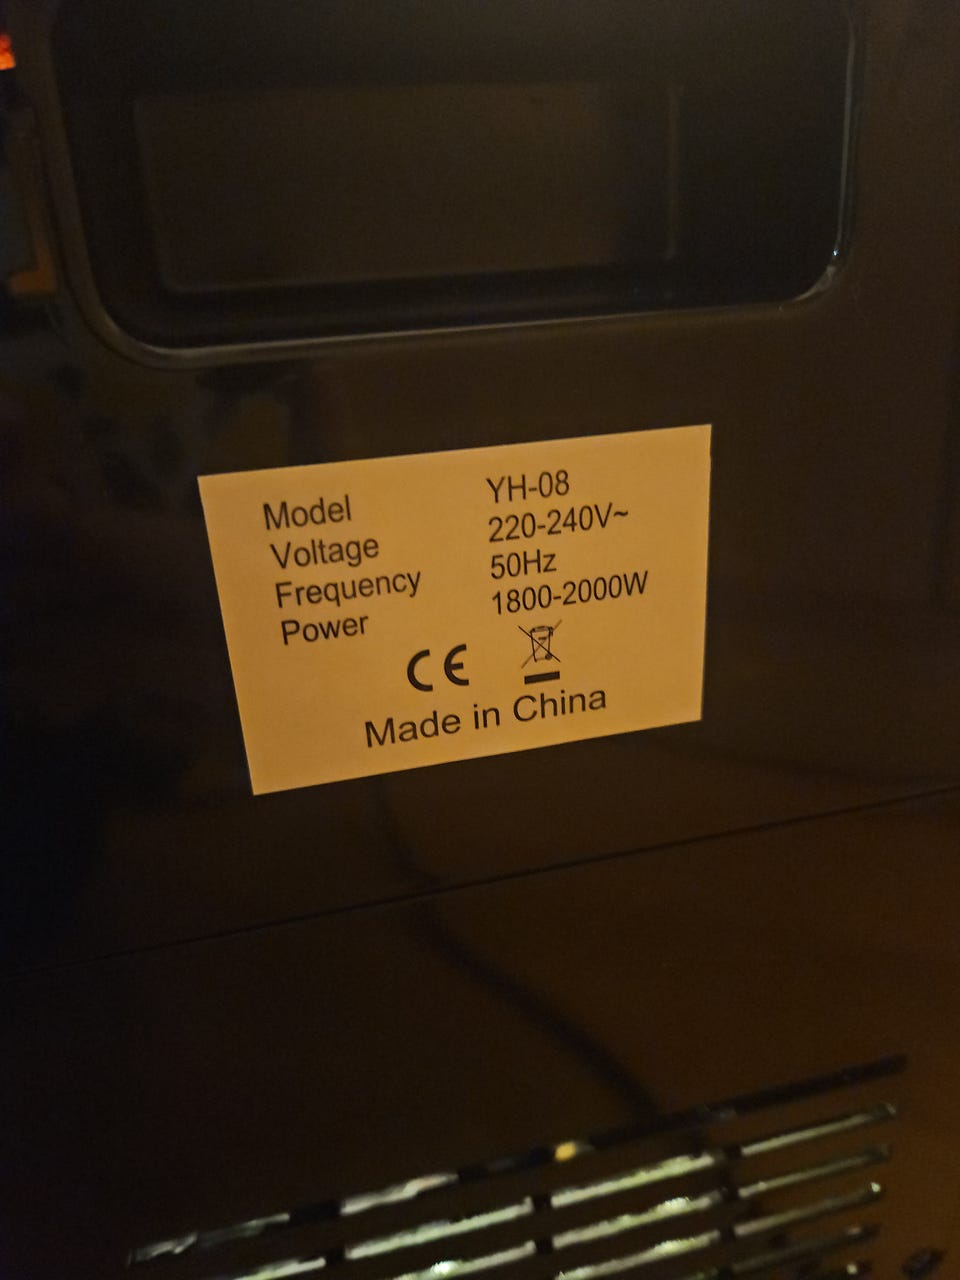 Model YH-08
Voltage 220-240V~
Frequency 50Hz
Power 1800-2000W
CE
Made in China